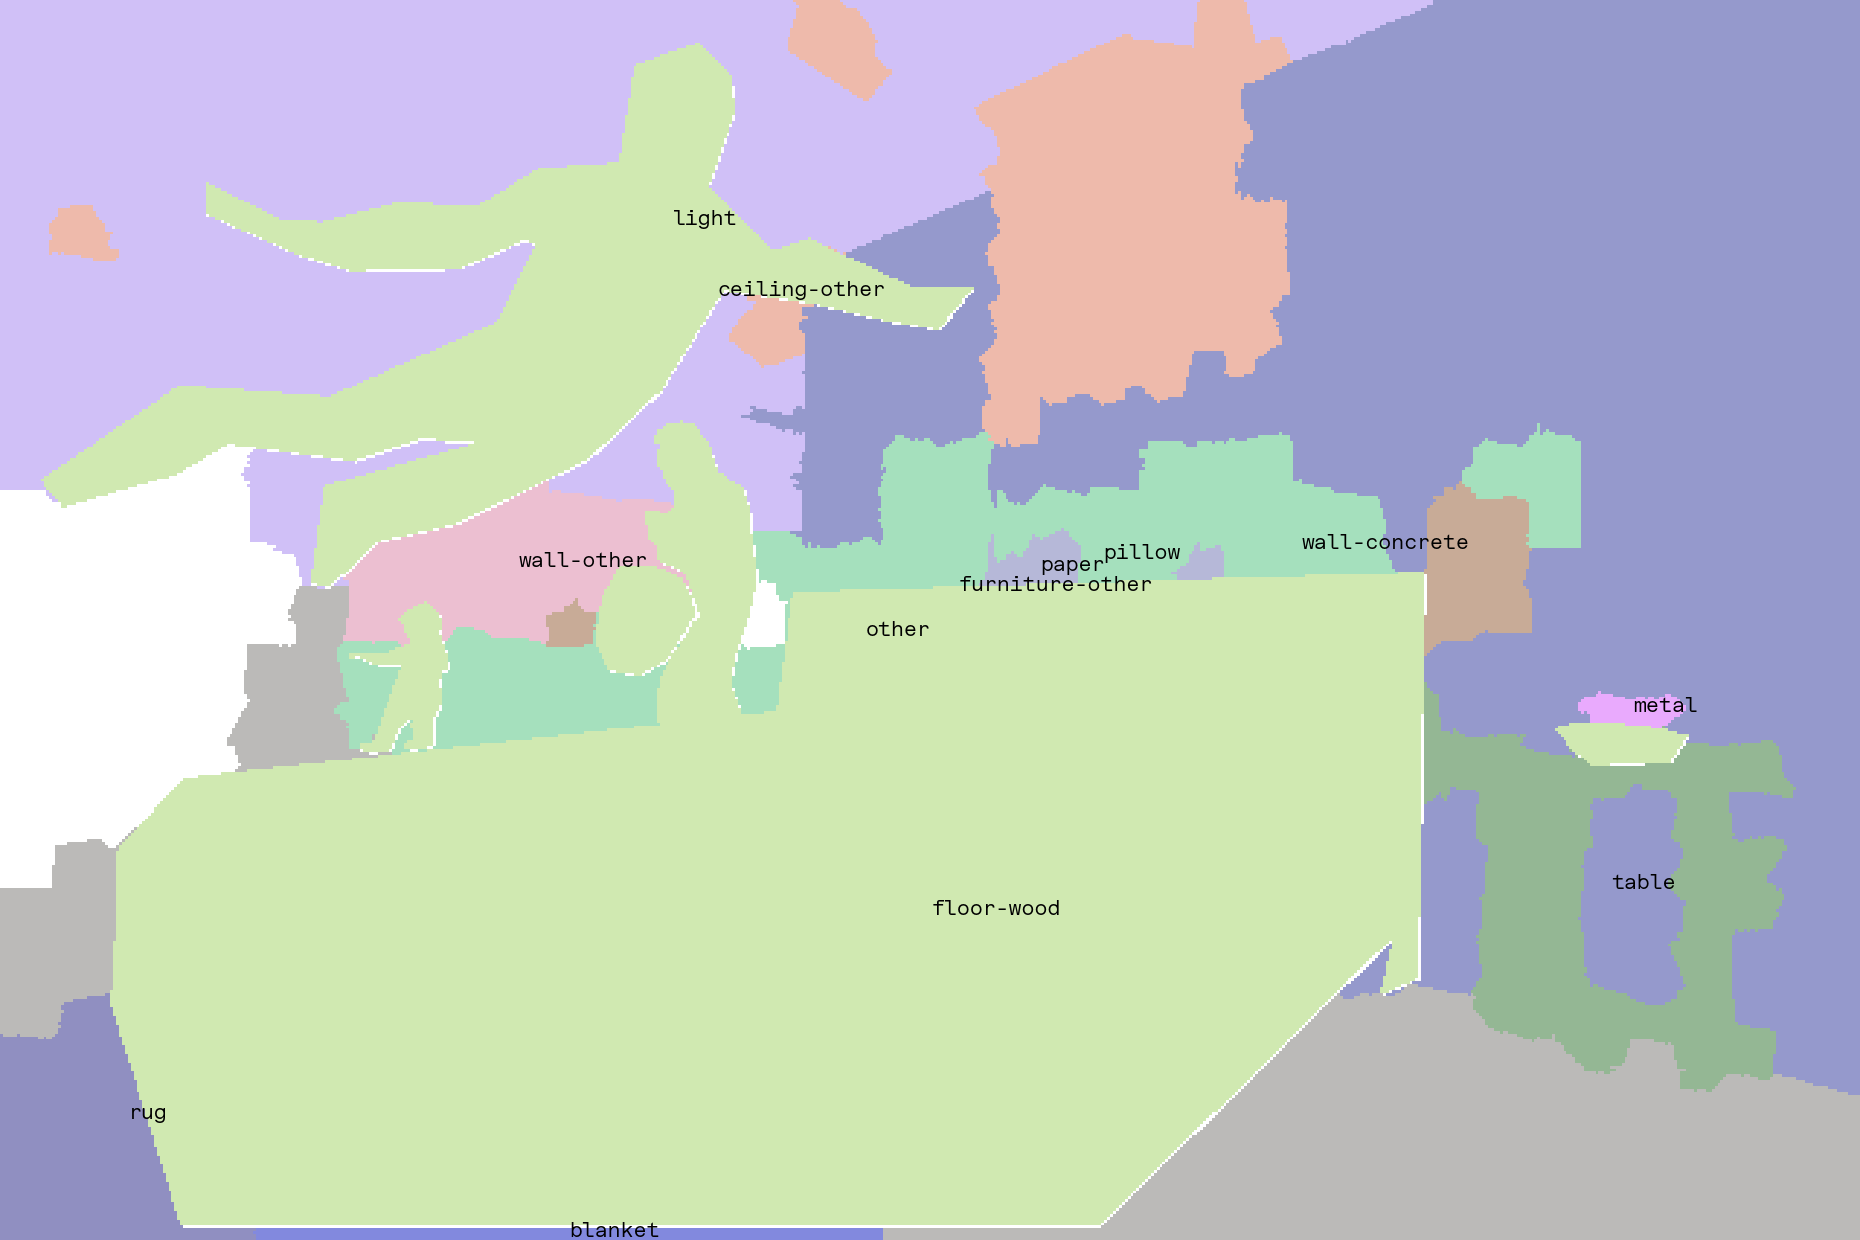 light
ceiling-other
wall-concrete
pillow
wall-other
paper
furniture-other
other
metal
table
floor-wood
rug
blanket